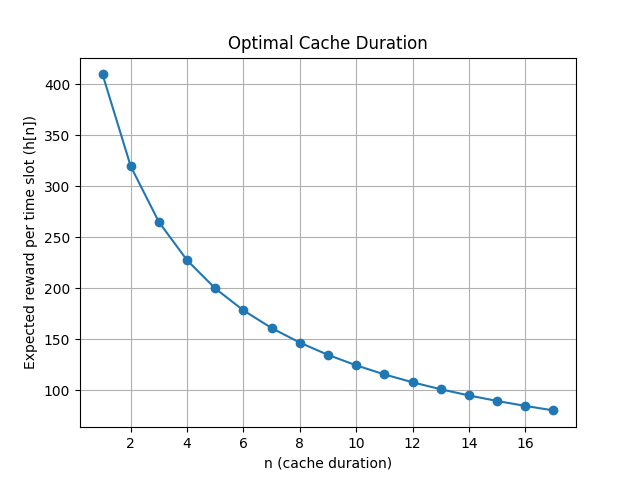 Optimal Cache Duration
Expected reward per time slot (h[n])
400
350
300
250
200
150
100
2 4 6 8 10 12 14 16
n (cache duration)